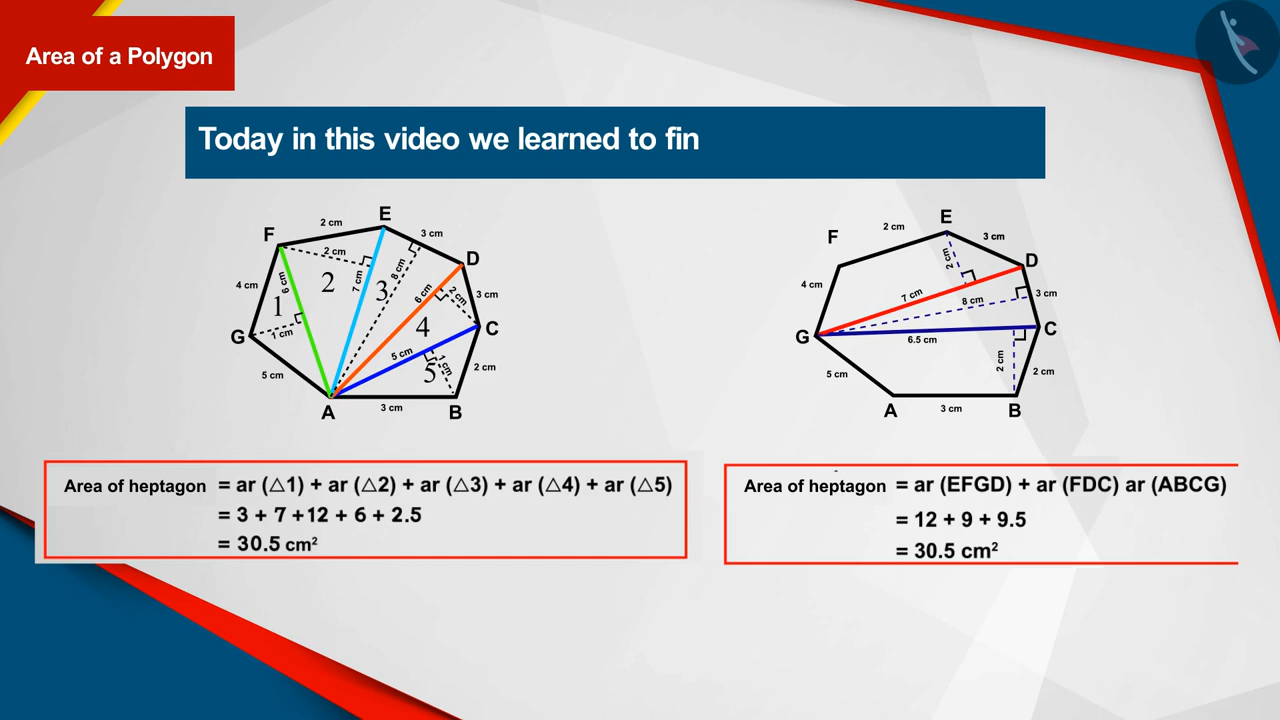 Area of a Polygon
Today in this video we learned to fin
E
2 cm
F
3 cm
2 cm
D
8 cm
6 cm
7 cm
2
3
4 cm
6 cm
2 cm
3 cm
1
4
C
G
1 cm
5 cm
1 cm
5
2 cm
5 cm
A
3 cm
B
E
2 cm
F
3 cm
2 cm
D
4 cm
7 cm
8 cm
3 cm
G
C
6.5 cm
2 cm
5 cm
2 cm
A
3 cm
B
Area of heptagon = ar (△1) + ar (△2) + ar (△3) + ar (△4) + ar (△5)
= 3 + 7 +12 + 6 + 2.5
= 30.5 cm²
Area of heptagon = ar (EFGD) + ar (FDC) ar (ABCG)
= 12 + 9 + 9.5
= 30.5 cm²